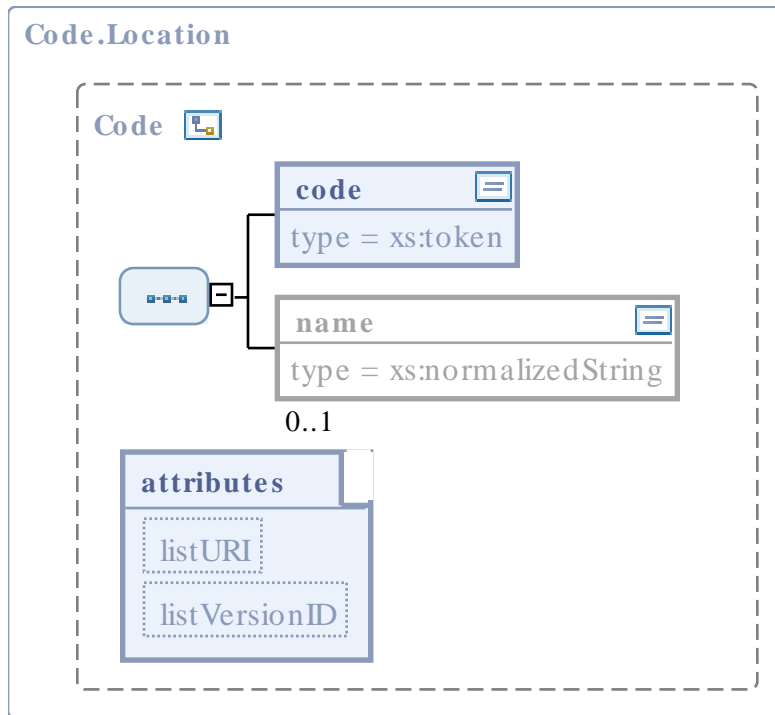 Code.Location
Code
code
type = xs:token
name
type = xs:normalizedString
0..1
attributes
listURI
listVersionID